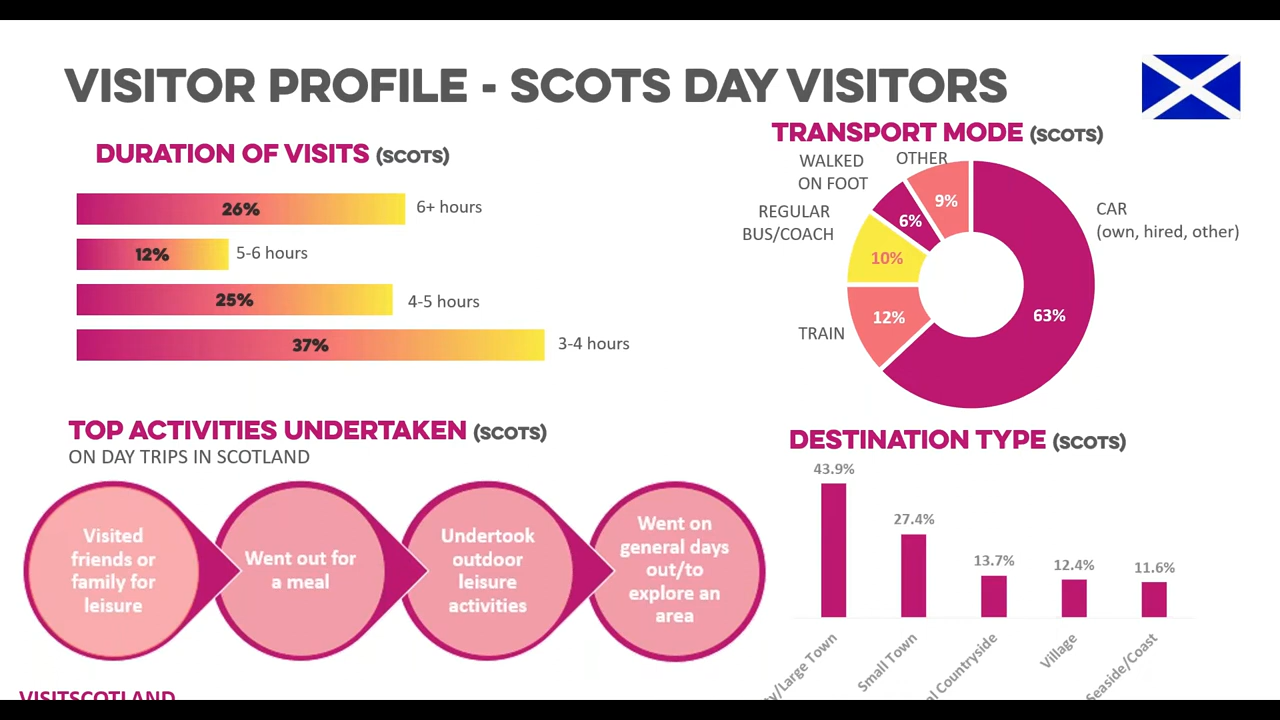 VISITOR PROFILE - SCOTS DAY VISITORS
DURATION OF VISITS (SCOTS)
26% 6+ hours
12% 5-6 hours
25% 4-5 hours
37% 3-4 hours
TRANSPORT MODE (SCOTS)
OTHER
WALKED
ON FOOT
REGULAR
BUS/COACH
TRAIN
CAR
(own, hired, other)
9%
6%
10%
12%
63%
TOP ACTIVITIES UNDERTAKEN (SCOTS)
ON DAY TRIPS IN SCOTLAND
Visited
friends or
family for
leisure
Went out for
a meal
Undertook
outdoor
leisure
activities
Went on
general days
out/to
explore an
area
DESTINATION TYPE (SCOTS)
43.9%
27.4%
13.7%
12.4%
11.6%
y/Large Town
Small Town
al Countryside
Village
Seaside/Coast
VISITSCOTLAND